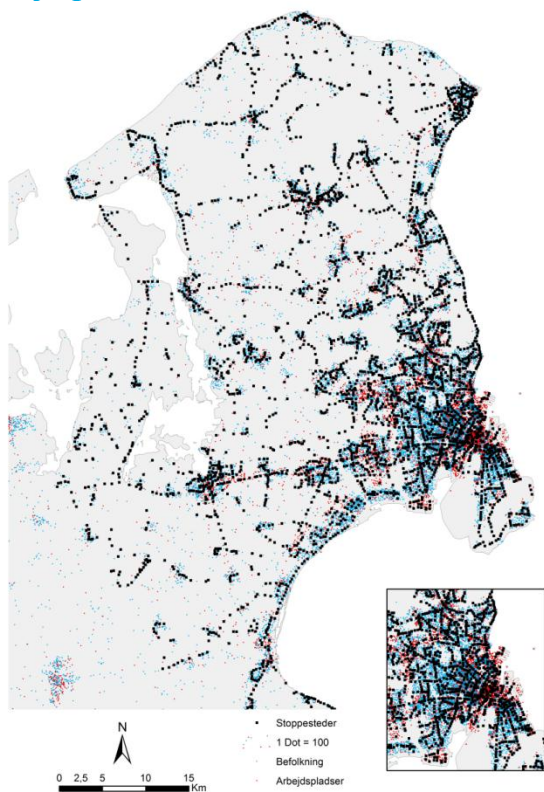 N
0 2,5 5 10 15
Km
Stoppesteder
1 Dot = 100
Befolkning
Arbejdspladser